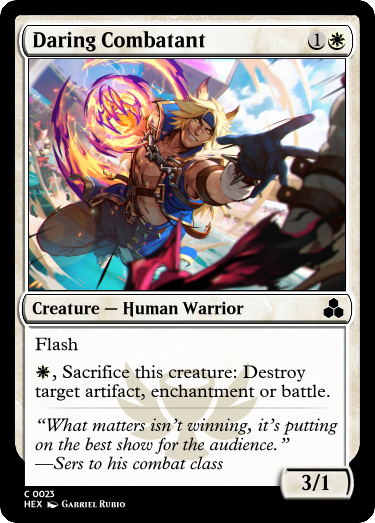 Daring Combatant 1
Creature — Human Warrior
Flash
, Sacrifice this creature: Destroy
target artifact, enchantment or battle.
“What matters isn’t winning, it’s putting
on the best show for the audience.”
—Sers to his combat class
3/1
C 0023
HEX Gabriel Rubio